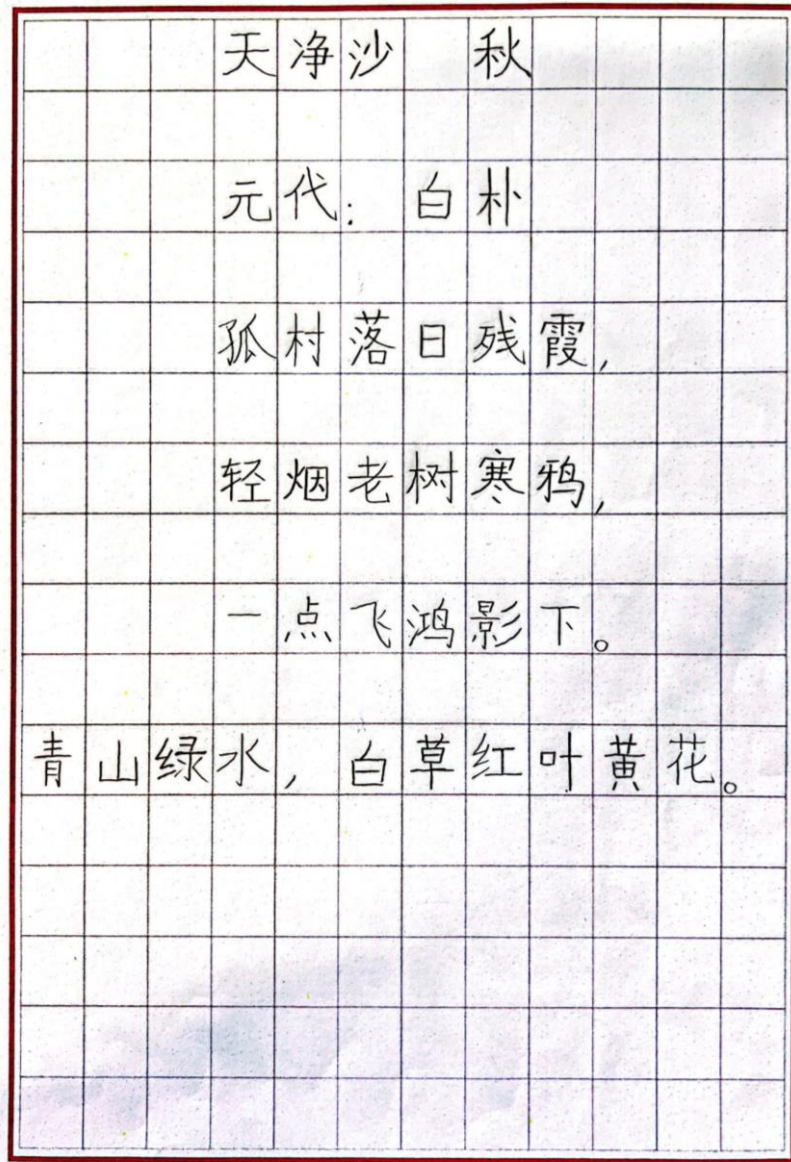 天净沙 秋
元代：白朴
孤村落日残霞，
轻烟老树寒鸦，
一点飞鸿影下。
青山绿水，白草红叶黄花。